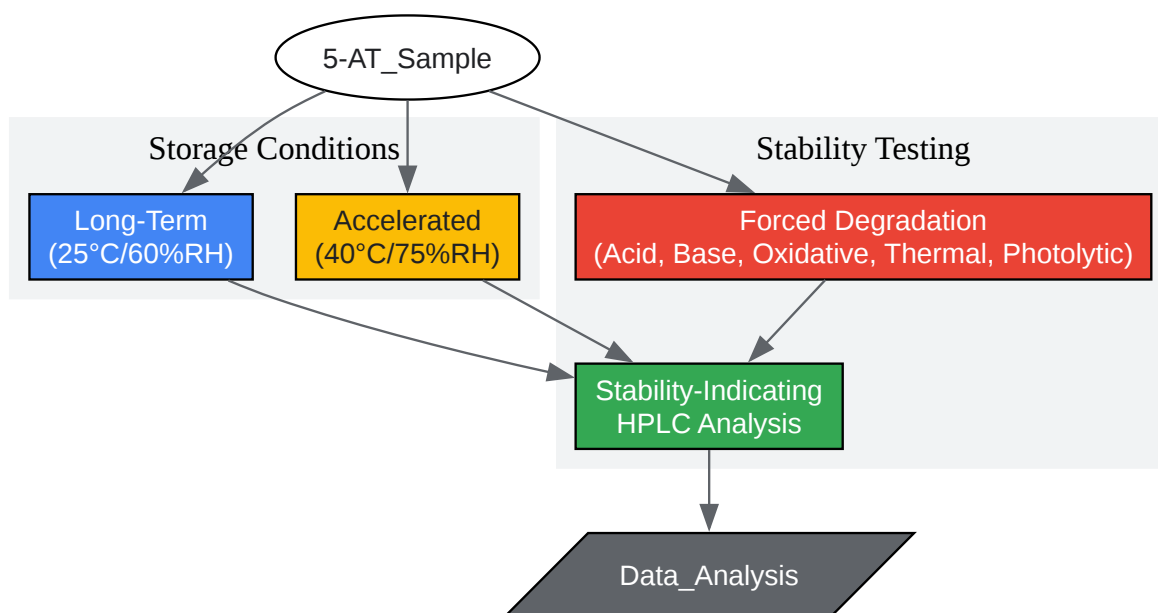 5-AT_Sample
Storage Conditions
Stability Testing
Long-Term
(25°C/60%RH)
Accelerated
(40°C/75%RH)
Forced Degradation
(Acid, Base, Oxidative, Thermal, Photolytic)
Stability-Indicating
HPLC Analysis
Data_Analysis